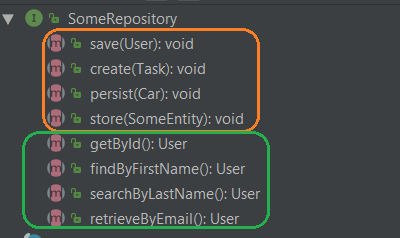 I SomeRepository
m save(User): void
m create(Task): void
m persist(Car): void
m store(SomeEntity): void
m getById(): User
m findByFirstName(): User
m searchByLastName(): User
m retrieveByEmail(): User